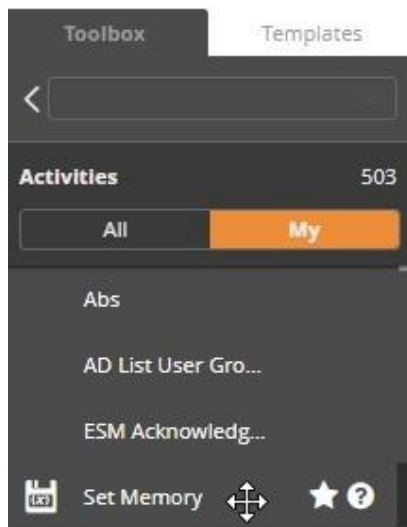 Toolbox Templates
Activities 503
All My
Abs
AD List User Gro...
ESM Acknowledg...
(x) Set Memory ?